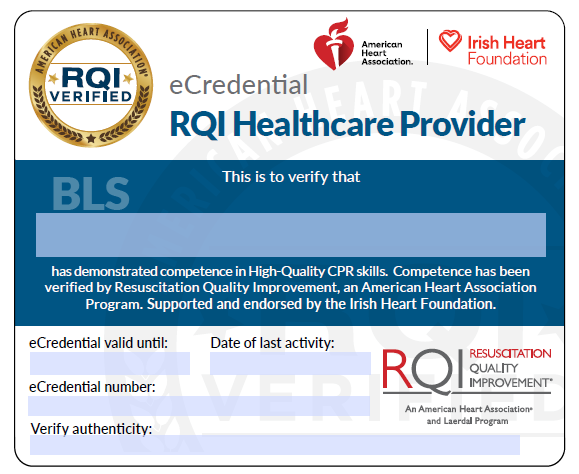 AMERICAN HEART ASSOCIATION®
RQI
VERIFIED
American
Heart
Association.
Irish Heart
Foundation
eCredential
RQI Healthcare Provider
BLS
This is to verify that
has demonstrated competence in High-Quality CPR skills. Competence has been
verified by Resuscitation Quality Improvement, an American Heart Association
Program. Supported and endorsed by the Irish Heart Foundation.
eCredential valid until:
Date of last activity:
eCredential number:
Verify authenticity:
RQI
RESUSCITATION
QUALITY
IMPROVEMENT®
An American Heart Association®
and Laerdal Program